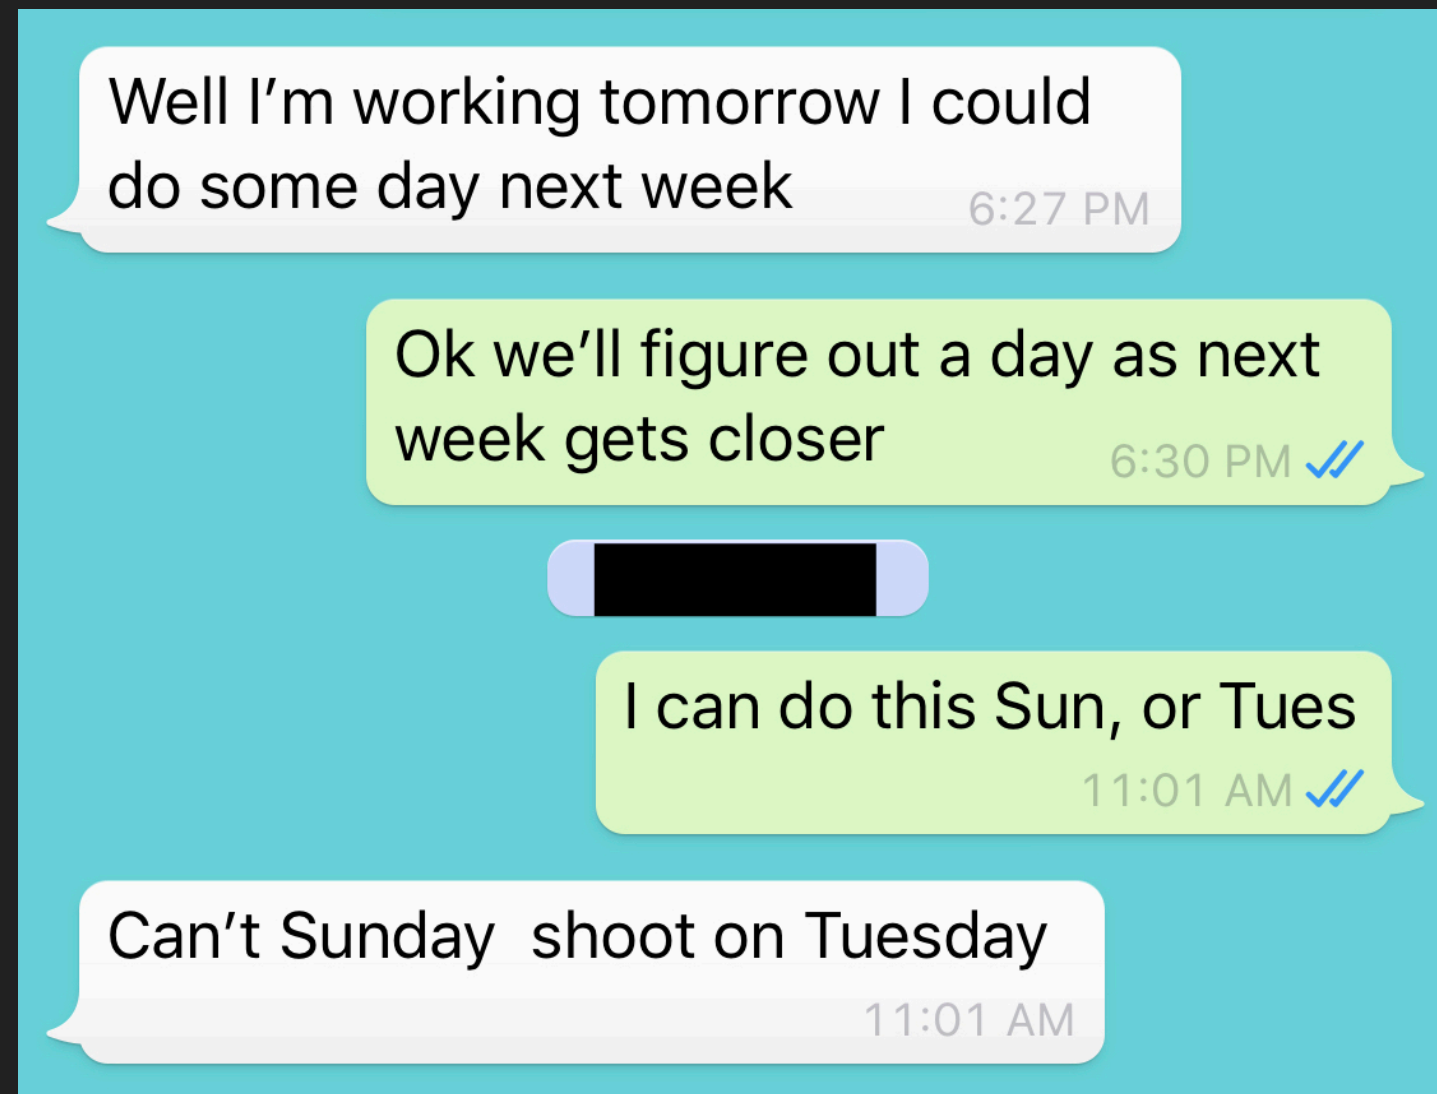 Well I’m working tomorrow I could
do some day next week
6:27 PM
Ok we’ll figure out a day as next
week gets closer
6:30 PM
I can do this Sun, or Tues
11:01 AM
Can’t Sunday  shoot on Tuesday
11:01 AM